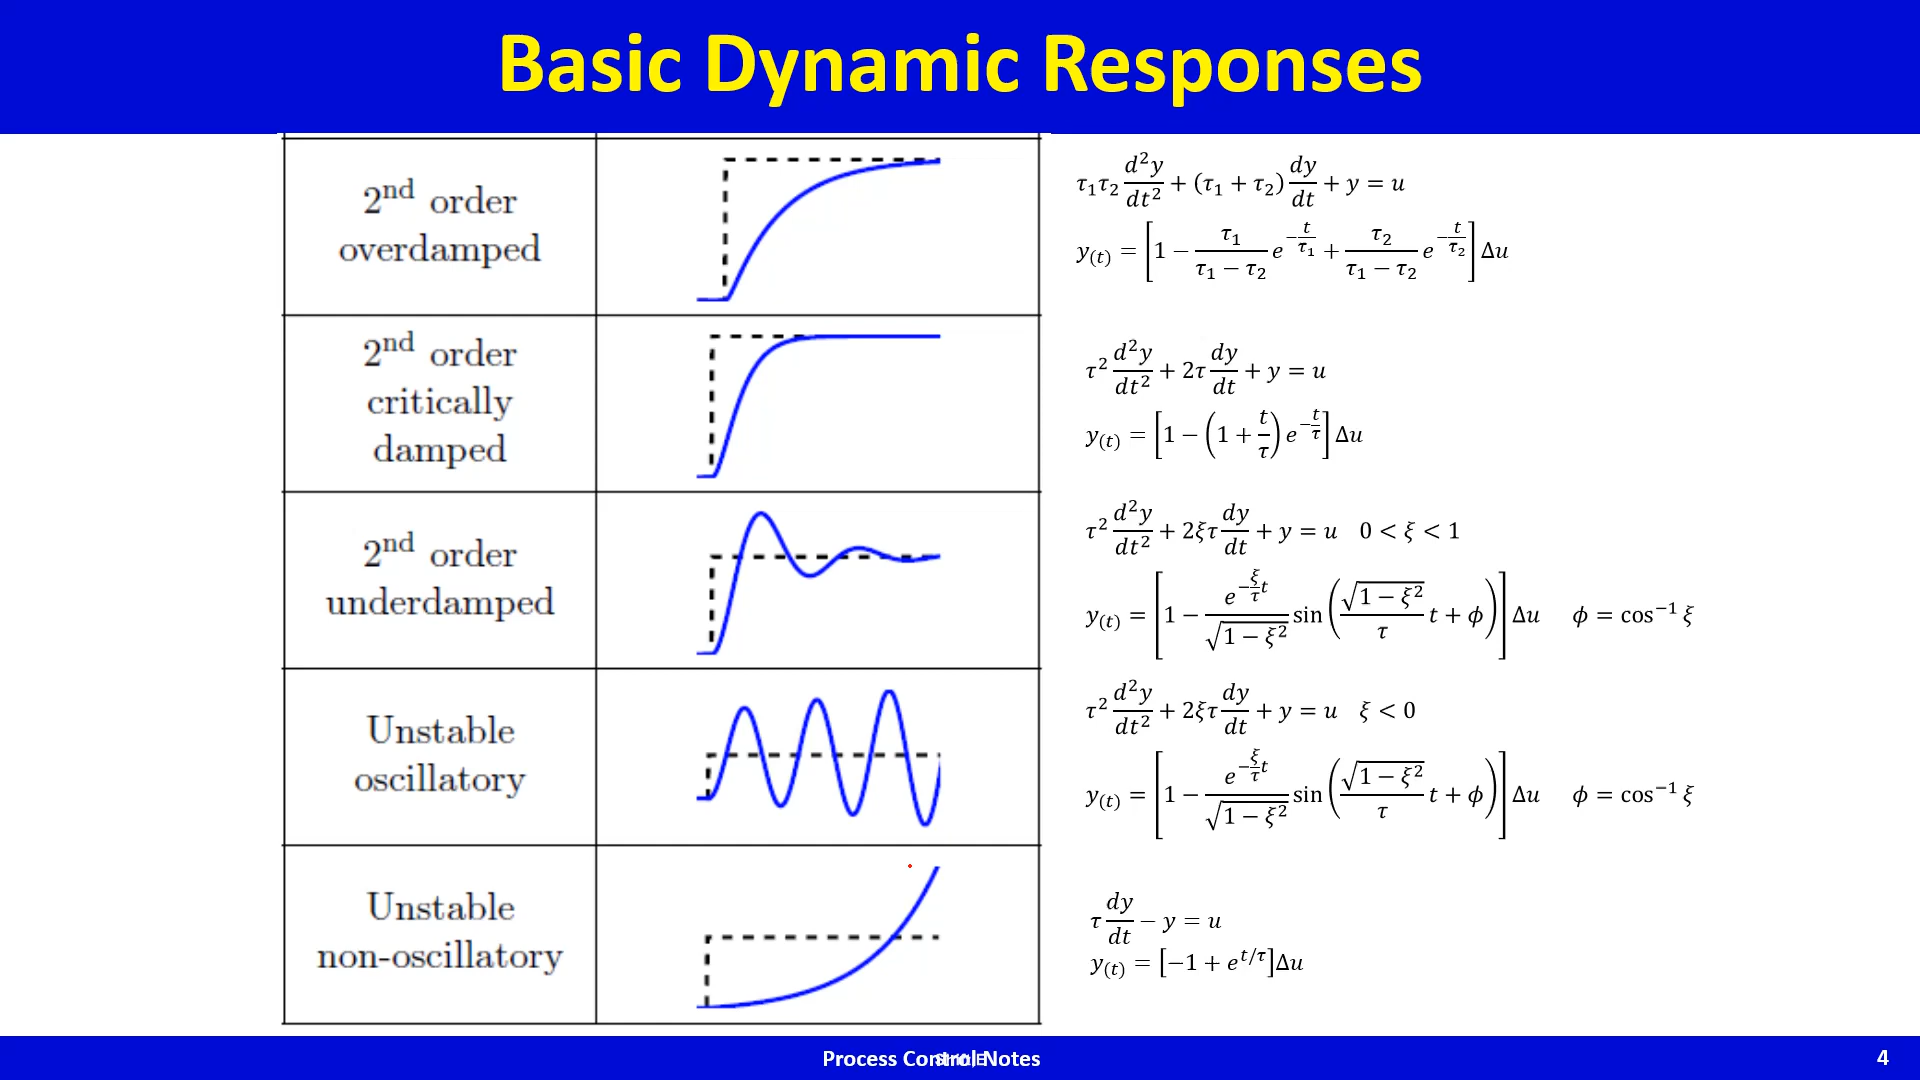 Basic Dynamic Responses
2nd order
overdamped
τ₁τ₂ d²y/dt² + (τ₁ + τ₂) dy/dt + y = u
y₍t₎ = [1 − τ₁/(τ₁ − τ₂) e^(−t/τ₁) + τ₂/(τ₁ − τ₂) e^(−t/τ₂)] Δu
2nd order
critically
damped
τ² d²y/dt² + 2τ dy/dt + y = u
y₍t₎ = [1 − (1 + t/τ) e^(−t/τ)] Δu
2nd order
underdamped
τ² d²y/dt² + 2ξτ dy/dt + y = u 0 < ξ < 1
y₍t₎ = [1 − e^(−(ξ/τ)t)/√(1 − ξ²) sin(√(1 − ξ²)/τ t + ϕ)] Δu ϕ = cos⁻¹ ξ
Unstable
oscillatory
τ² d²y/dt² + 2ξτ dy/dt + y = u ξ < 0
y₍t₎ = [1 − e^(−(ξ/τ)t)/√(1 − ξ²) sin(√(1 − ξ²)/τ t + ϕ)] Δu ϕ = cos⁻¹ ξ
Unstable
non-oscillatory
τ dy/dt − y = u
y₍t₎ = [−1 + e^(t/τ)]Δu
Process Control Notes
4